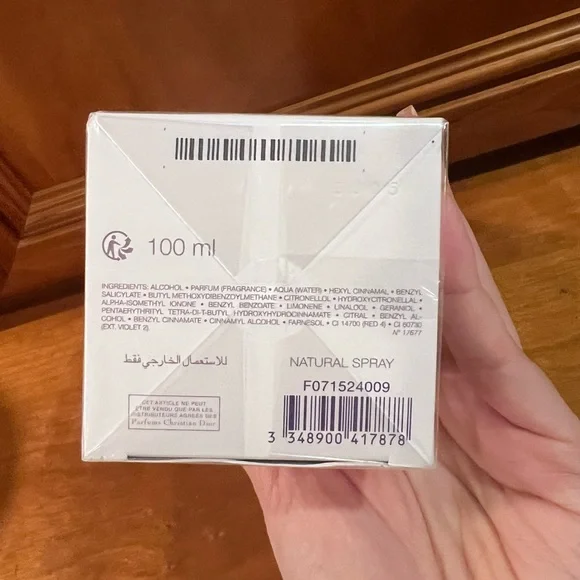 100 ml
INGREDIENTS: ALCOHOL • PARFUM (FRAGRANCE) • AQUA (WATER) • HEXYL CINNAMAL • BENZYL
SALICYLATE • BUTYL METHOXYDIBENZOYLMETHANE • CITRONELLOL • HYDROXYCITRONELLAL •
ALPHA-ISOMETHYL IONONE • BENZYL BENZOATE • LIMONENE • LINALOOL • GERANIOL •
PENTAERYTHRITYL TETRA-DI-T-BUTYL HYDROXYHYDROCINNAMATE • CITRAL • BENZYL AL-
COHOL • BENZYL CINNAMATE • CINNAMYL ALCOHOL • FARNESOL • CI 14700 (RED 4) • CI 60730
(EXT. VIOLET 2).
N° 17677
للاستعمال الخارجي فقط
NATURAL SPRAY
CET ARTICLE NE PEUT
ÊTRE VENDU QUE PAR LES
DISTRIBUTEURS AGRÉÉS DES
Parfums Christian Dior
F071524009
3 348900 417878